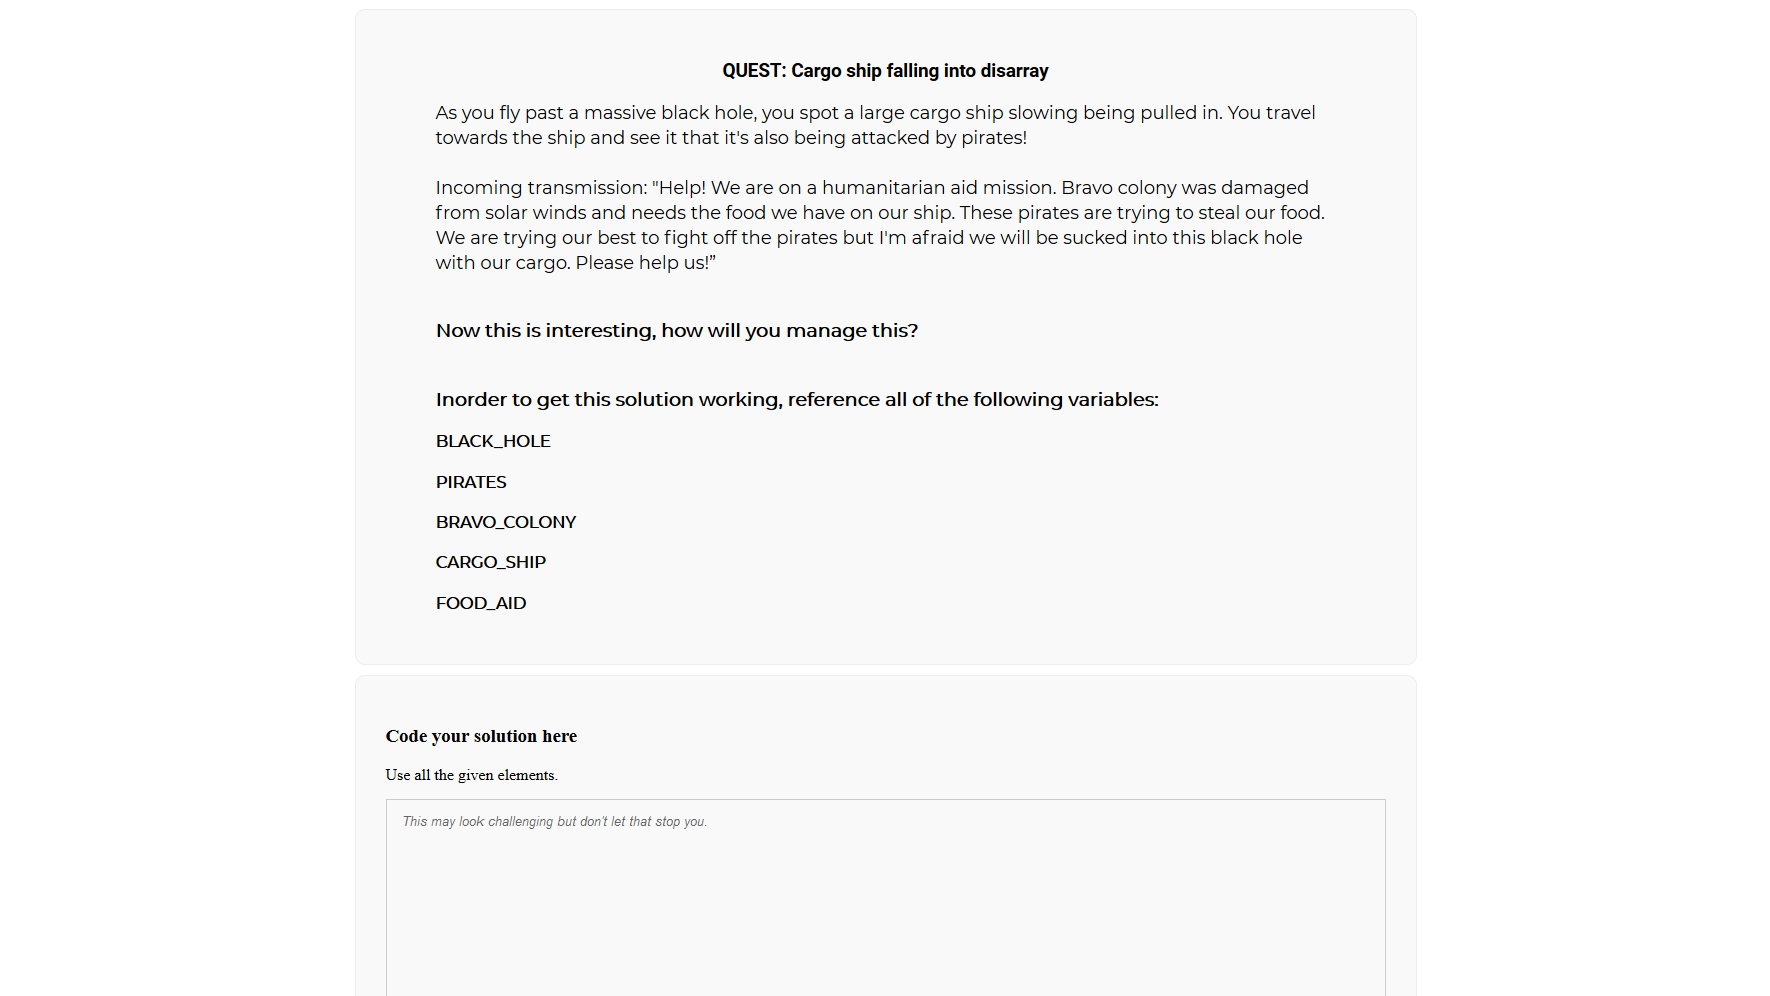 QUEST: Cargo ship falling into disarray
As you fly past a massive black hole, you spot a large cargo ship slowing being pulled in. You travel
towards the ship and see it that it's also being attacked by pirates!
Incoming transmission: "Help! We are on a humanitarian aid mission. Bravo colony was damaged
from solar winds and needs the food we have on our ship. These pirates are trying to steal our food.
We are trying our best to fight off the pirates but I'm afraid we will be sucked into this black hole
with our cargo. Please help us!”
Now this is interesting, how will you manage this?
Inorder to get this solution working, reference all of the following variables:
BLACK_HOLE
PIRATES
BRAVO_COLONY
CARGO_SHIP
FOOD_AID
Code your solution here
Use all the given elements.
This may look challenging but don't let that stop you.